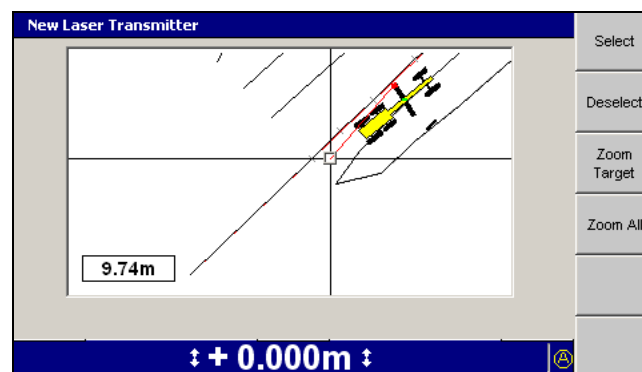 New Laser Transmitter
Select
Deselect
Zoom
Target
Zoom All
9.74m
↕ + 0.000m ↕
A